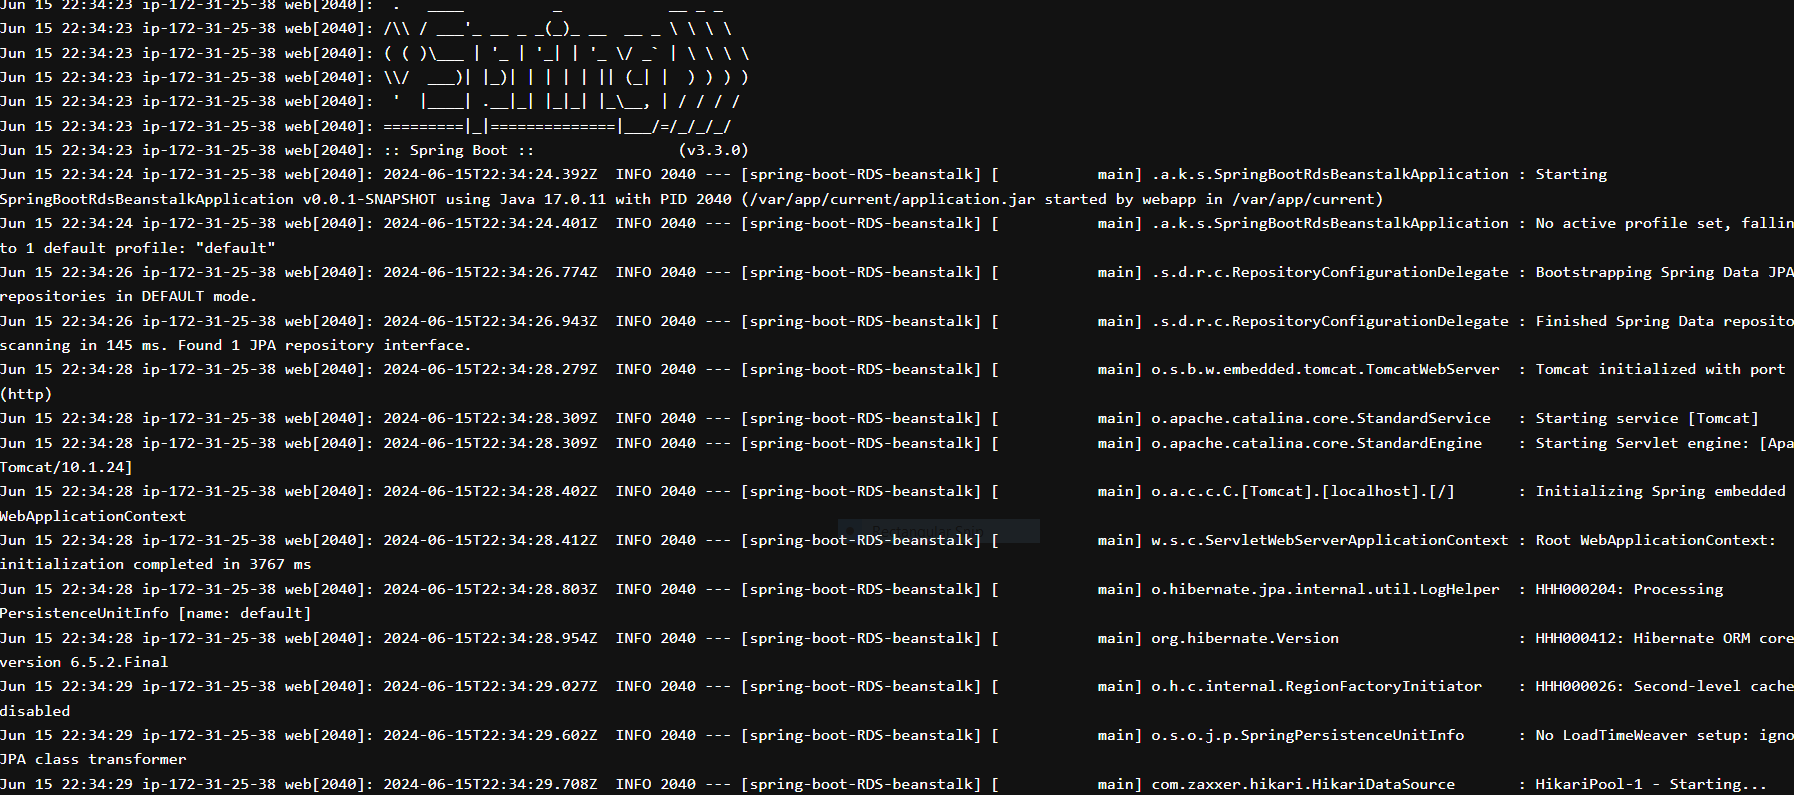 Jun 15 22:34:23 ip-172-31-25-38 web[2040]:  .   ____          _            __ _ _
Jun 15 22:34:23 ip-172-31-25-38 web[2040]: /\\ / ___'_ __ _ _(_)_ __  __ _ \ \ \ \
Jun 15 22:34:23 ip-172-31-25-38 web[2040]: ( ( )\___ | '_ | '_| | '_ \/ _` | \ \ \ \
Jun 15 22:34:23 ip-172-31-25-38 web[2040]: \\/  ___)| |_)| | | | | || (_| |  ) ) ) )
Jun 15 22:34:23 ip-172-31-25-38 web[2040]:  '  |____| .__|_| |_|_| |_\__, | / / / /
Jun 15 22:34:23 ip-172-31-25-38 web[2040]: =========|_|==============|___/=/_/_/_/
Jun 15 22:34:23 ip-172-31-25-38 web[2040]: :: Spring Boot ::                (v3.3.0)
Jun 15 22:34:24 ip-172-31-25-38 web[2040]: 2024-06-15T22:34:24.392Z  INFO 2040 --- [spring-boot-RDS-beanstalk] [           main] .a.k.s.SpringBootRdsBeanstalkApplication : Starting
SpringBootRdsBeanstalkApplication v0.0.1-SNAPSHOT using Java 17.0.11 with PID 2040 (/var/app/current/application.jar started by webapp in /var/app/current)
Jun 15 22:34:24 ip-172-31-25-38 web[2040]: 2024-06-15T22:34:24.401Z  INFO 2040 --- [spring-boot-RDS-beanstalk] [           main] .a.k.s.SpringBootRdsBeanstalkApplication : No active profile set, fallin
to 1 default profile: "default"
Jun 15 22:34:26 ip-172-31-25-38 web[2040]: 2024-06-15T22:34:26.774Z  INFO 2040 --- [spring-boot-RDS-beanstalk] [           main] .s.d.r.c.RepositoryConfigurationDelegate : Bootstrapping Spring Data JPA
repositories in DEFAULT mode.
Jun 15 22:34:26 ip-172-31-25-38 web[2040]: 2024-06-15T22:34:26.943Z  INFO 2040 --- [spring-boot-RDS-beanstalk] [           main] .s.d.r.c.RepositoryConfigurationDelegate : Finished Spring Data reposito
scanning in 145 ms. Found 1 JPA repository interface.
Jun 15 22:34:28 ip-172-31-25-38 web[2040]: 2024-06-15T22:34:28.279Z  INFO 2040 --- [spring-boot-RDS-beanstalk] [           main] o.s.b.w.embedded.tomcat.TomcatWebServer  : Tomcat initialized with port
(http)
Jun 15 22:34:28 ip-172-31-25-38 web[2040]: 2024-06-15T22:34:28.309Z  INFO 2040 --- [spring-boot-RDS-beanstalk] [           main] o.apache.catalina.core.StandardService   : Starting service [Tomcat]
Jun 15 22:34:28 ip-172-31-25-38 web[2040]: 2024-06-15T22:34:28.309Z  INFO 2040 --- [spring-boot-RDS-beanstalk] [           main] o.apache.catalina.core.StandardEngine    : Starting Servlet engine: [Apa
Tomcat/10.1.24]
Jun 15 22:34:28 ip-172-31-25-38 web[2040]: 2024-06-15T22:34:28.402Z  INFO 2040 --- [spring-boot-RDS-beanstalk] [           main] o.a.c.c.C.[Tomcat].[localhost].[/]       : Initializing Spring embedded
WebApplicationContext
Jun 15 22:34:28 ip-172-31-25-38 web[2040]: 2024-06-15T22:34:28.412Z  INFO 2040 --- [spring-boot-RDS-beanstalk] [           main] w.s.c.ServletWebServerApplicationContext : Root WebApplicationContext:
initialization completed in 3767 ms
Jun 15 22:34:28 ip-172-31-25-38 web[2040]: 2024-06-15T22:34:28.803Z  INFO 2040 --- [spring-boot-RDS-beanstalk] [           main] o.hibernate.jpa.internal.util.LogHelper  : HHH000204: Processing
PersistenceUnitInfo [name: default]
Jun 15 22:34:28 ip-172-31-25-38 web[2040]: 2024-06-15T22:34:28.954Z  INFO 2040 --- [spring-boot-RDS-beanstalk] [           main] org.hibernate.Version                    : HHH000412: Hibernate ORM core
version 6.5.2.Final
Jun 15 22:34:29 ip-172-31-25-38 web[2040]: 2024-06-15T22:34:29.027Z  INFO 2040 --- [spring-boot-RDS-beanstalk] [           main] o.h.c.internal.RegionFactoryInitiator    : HHH000026: Second-level cache
disabled
Jun 15 22:34:29 ip-172-31-25-38 web[2040]: 2024-06-15T22:34:29.602Z  INFO 2040 --- [spring-boot-RDS-beanstalk] [           main] o.s.o.j.p.SpringPersistenceUnitInfo      : No LoadTimeWeaver setup: igno
JPA class transformer
Jun 15 22:34:29 ip-172-31-25-38 web[2040]: 2024-06-15T22:34:29.708Z  INFO 2040 --- [spring-boot-RDS-beanstalk] [           main] com.zaxxer.hikari.HikariDataSource       : HikariPool-1 - Starting...